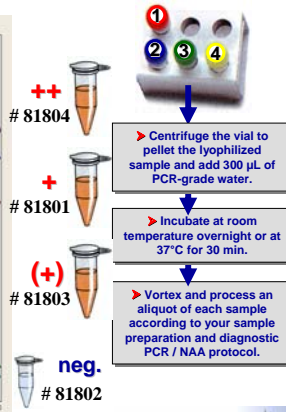 1
2
3
4
++
# 81804
+
# 81801
(+)
# 81803
neg.
# 81802
➤ Centrifuge the vial to
pellet the lyophilized
sample and add 300 µL of
PCR-grade water.
➤ Incubate at room
temperature overnight or at
37°C for 30 min.
➤ Vortex and process an
aliquot of each sample
according to your sample
preparation and diagnostic
PCR / NAA protocol.